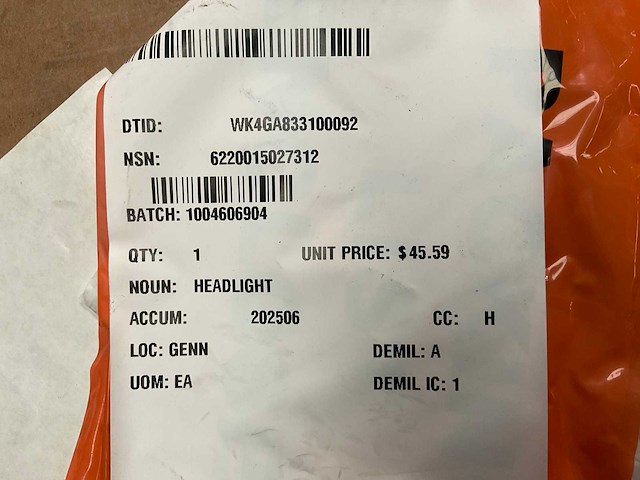 DTID: WK4GA833100092
NSN: 6220015027312
BATCH: 1004606904
QTY: 1 UNIT PRICE: $45.59
NOUN: HEADLIGHT
ACCUM: 202506 CC: H
LOC: GENN DEMIL: A
UOM: EA DEMIL IC: 1